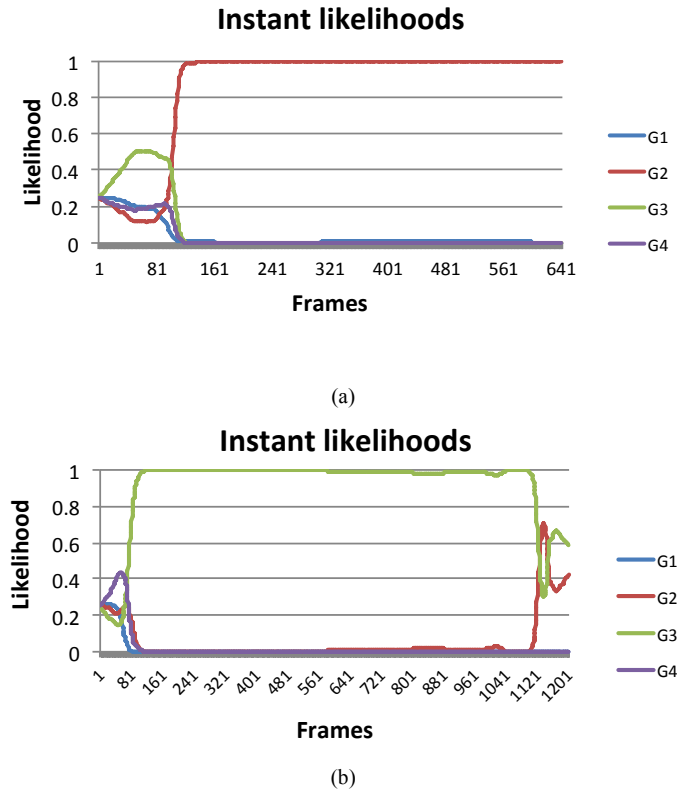 Instant likelihoods
1
0.8
0.6
0.4
0.2
0
Likelihood
1 81 161 241 321 401 481 561 641
Frames
G1
G2
G3
G4
(a)
Instant likelihoods
1
0.8
0.6
0.4
0.2
0
Likelihood
1 81 161 241 321 401 481 561 641 721 801 881 961 1041 1121 1201
Frames
G1
G2
G3
G4
(b)